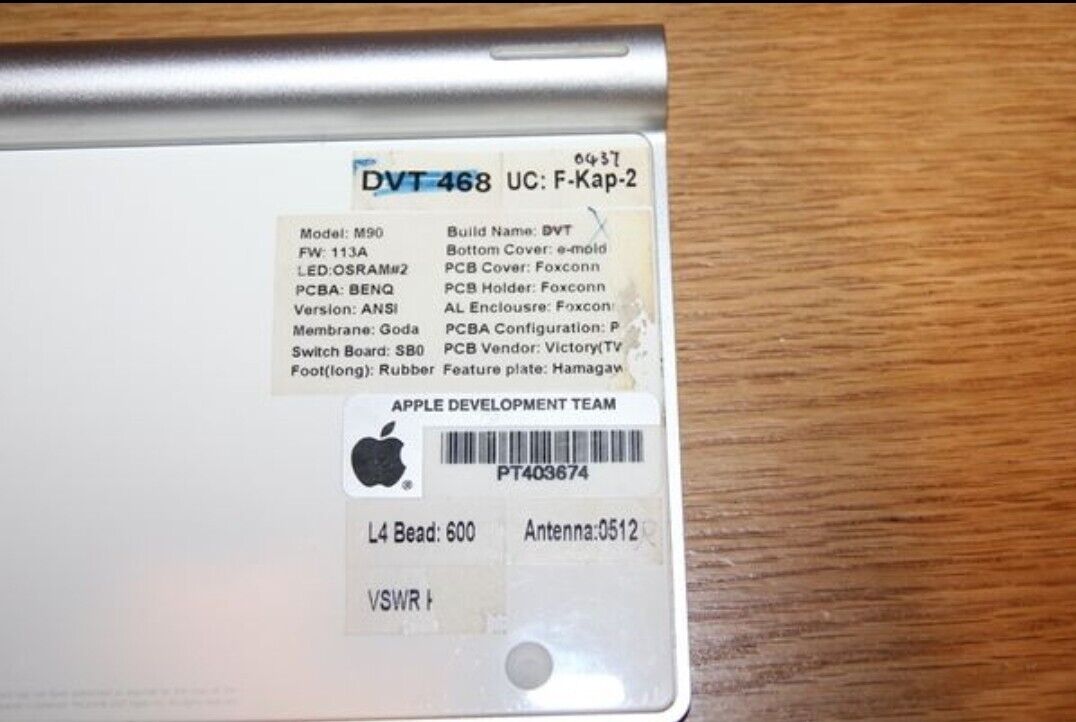 0437
DVT 468 UC: F-Kap-2
Model: M90 Build Name: DVT
FW: 113A Bottom Cover: e-mold
LED:OSRAM#2 PCB Cover: Foxconn
PCBA: BENQ PCB Holder: Foxconn
Version: ANSI AL Enclousre: Foxcon
Membrane: Goda PCBA Configuration: P
Switch Board: SB0 PCB Vendor: Victory(TW
Foot(long): Rubber Feature plate: Hamagaw
APPLE DEVELOPMENT TEAM
®
PT403674
L4 Bead: 600 Antenna:0512
VSWR